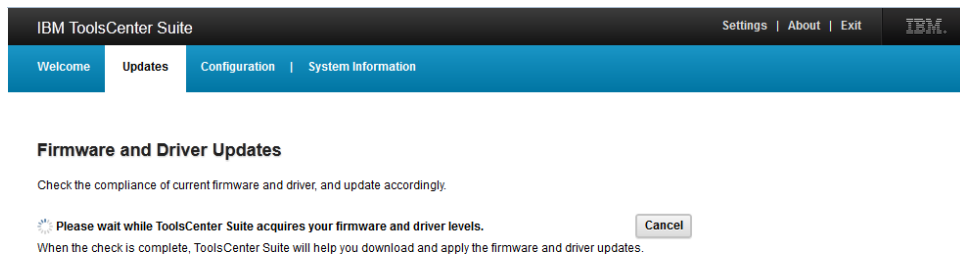 IBM ToolsCenter Suite Settings | About | Exit IBM.
Welcome Updates Configuration | System Information
Firmware and Driver Updates
Check the compliance of current firmware and driver, and update accordingly.
Please wait while ToolsCenter Suite acquires your firmware and driver levels. Cancel
When the check is complete, ToolsCenter Suite will help you download and apply the firmware and driver updates.